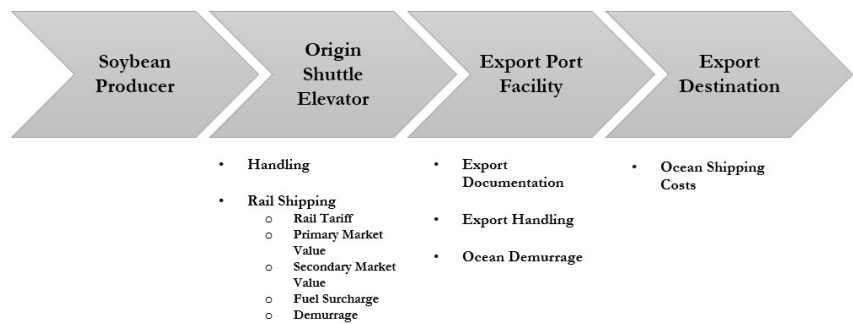 Soybean
Producer
Origin
Shuttle
Elevator
Export Port
Facility
Export
Destination
• Handling
• Rail Shipping
o Rail Tariff
o Primary Market
Value
o Secondary Market
Value
o Fuel Surcharge
o Demurrage
• Export
Documentation
• Export Handling
• Ocean Demurrage
• Ocean Shipping
Costs